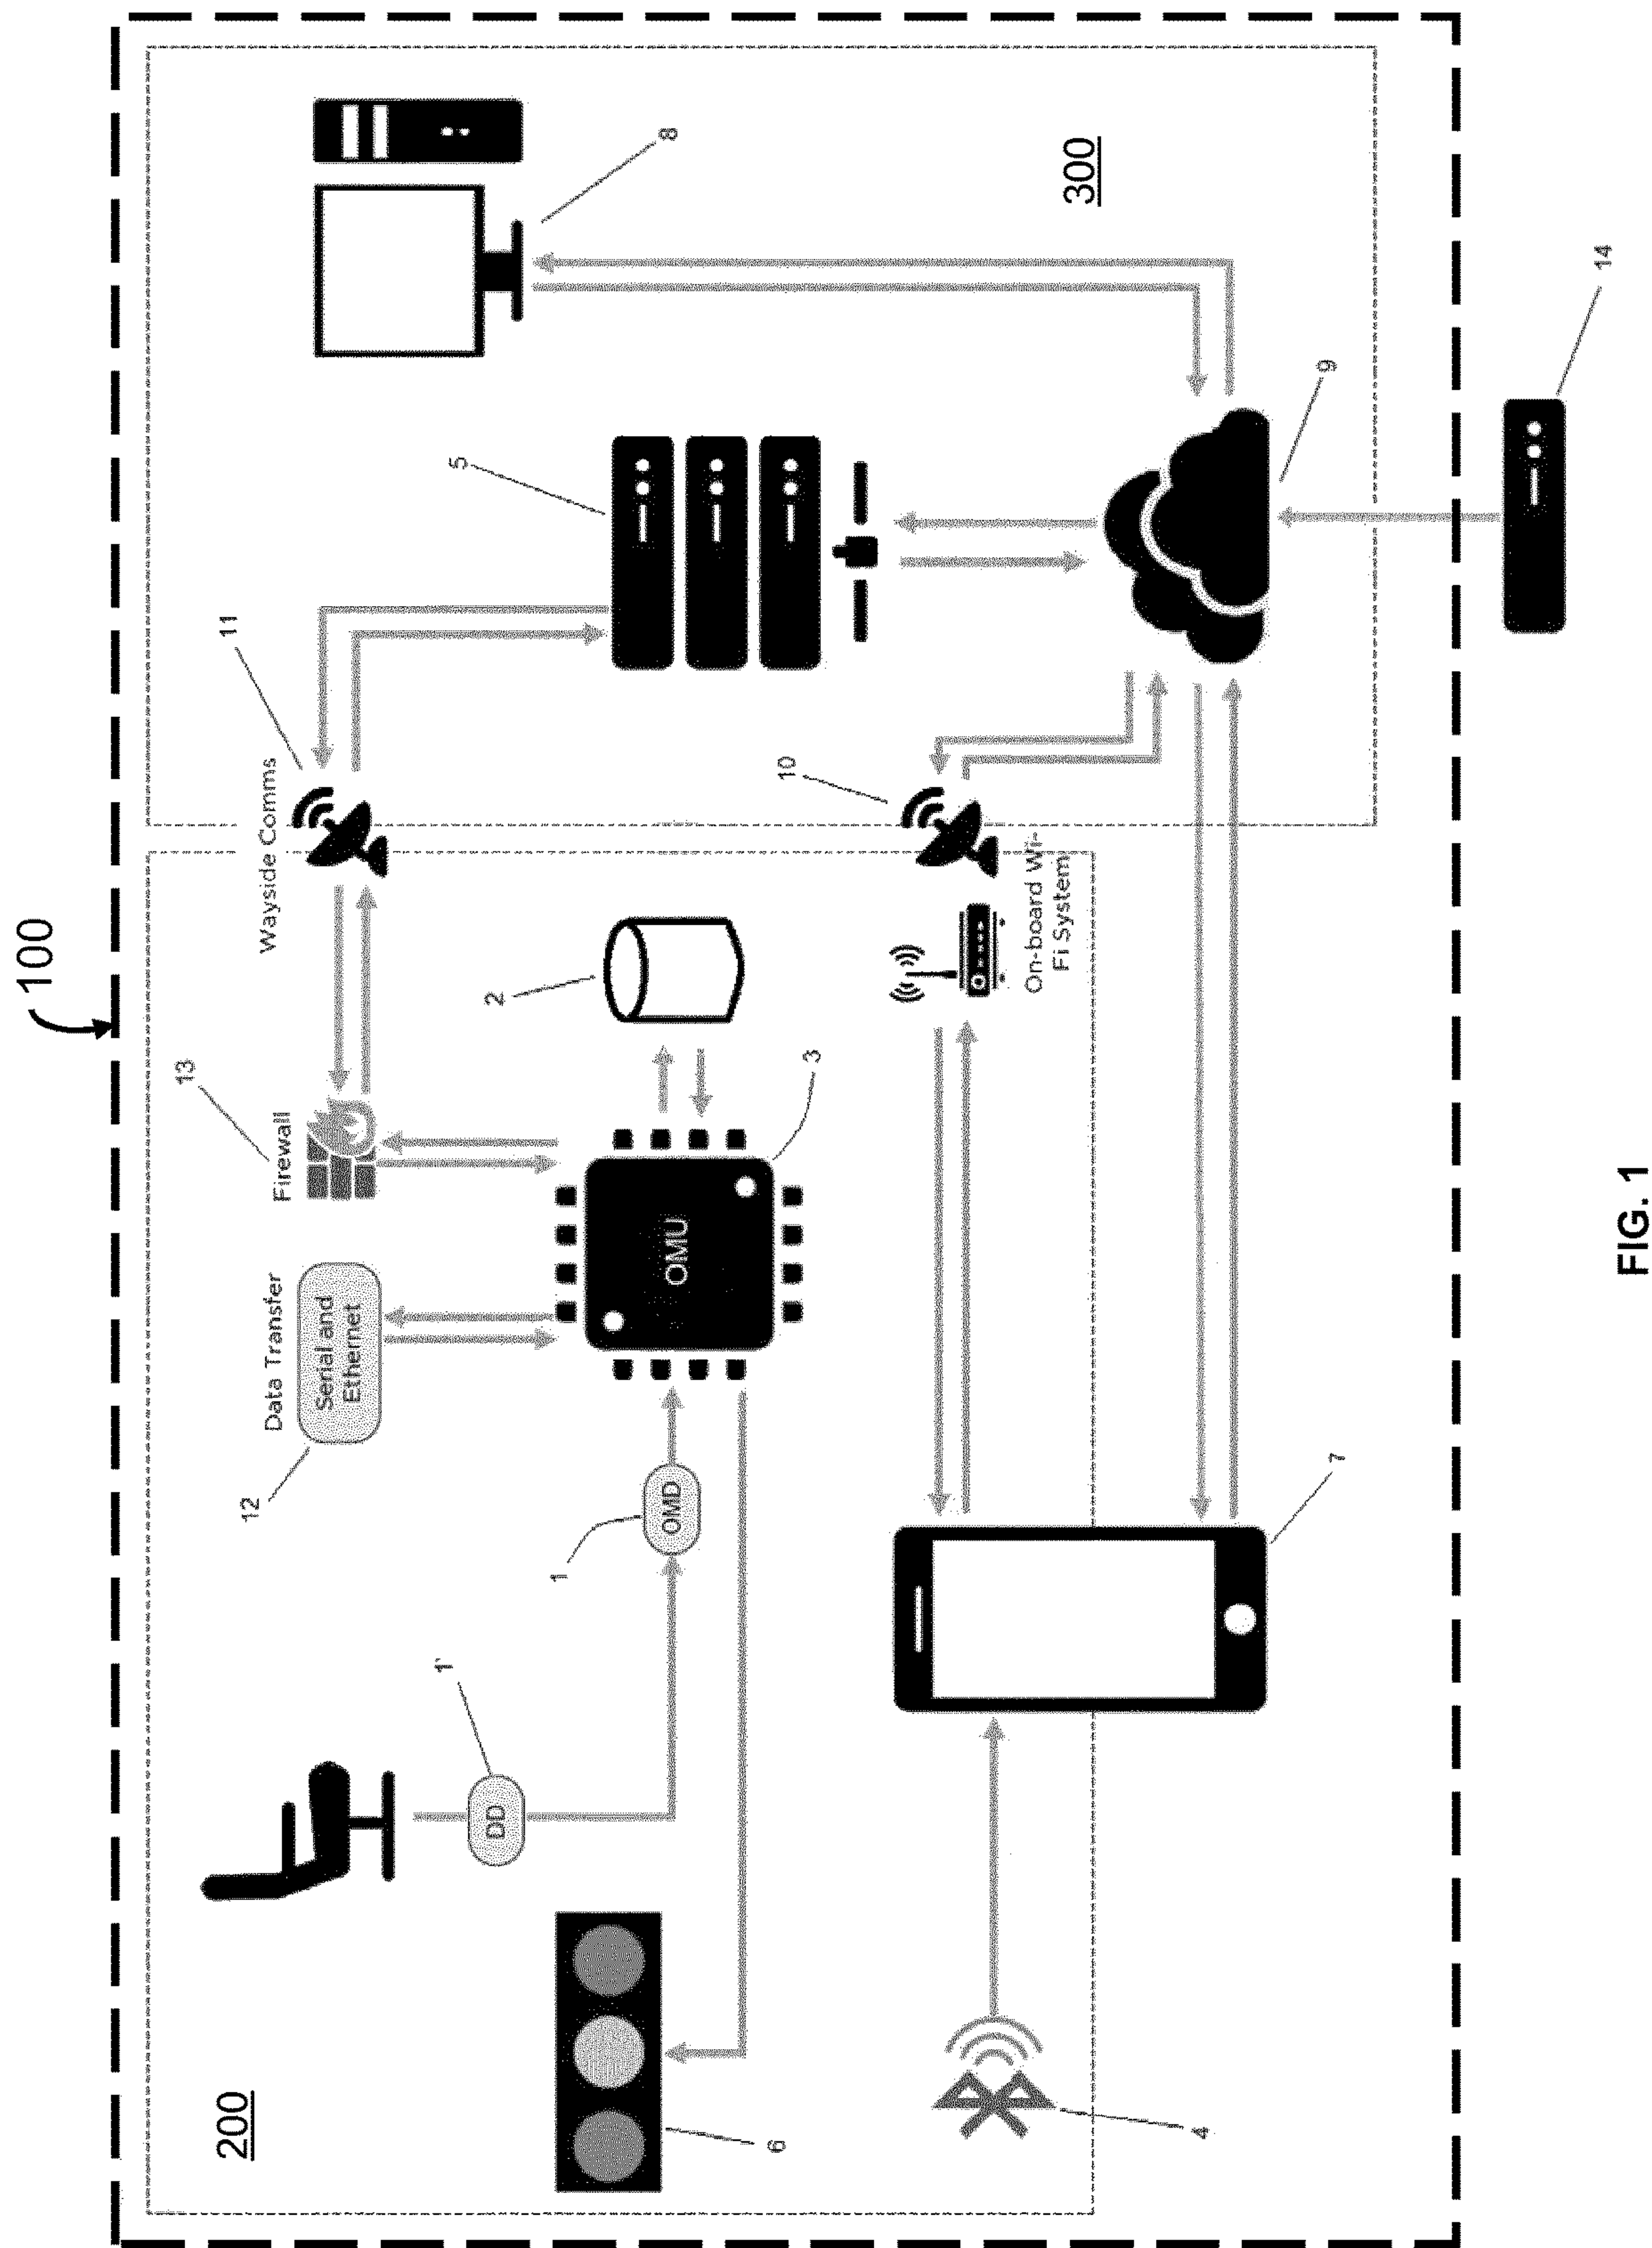 100
200
300
Wayside Comms
11
Firewall
13
Data Transfer
Serial and
Ethernet
12
5
8
2
OMU
3
OMD
1
DD
1'
6
10
On-board Wi-
Fi System
9
7
4
14
FIG. 1